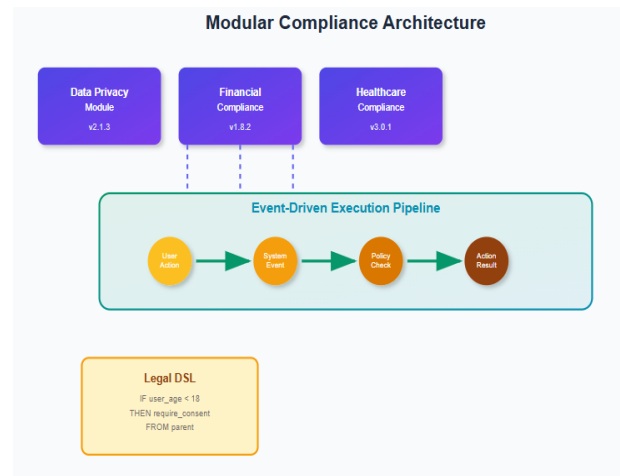 Modular Compliance Architecture
Data Privacy
Module
v2.1.3
Financial
Compliance
v1.8.2
Healthcare
Compliance
v3.0.1
Event-Driven Execution Pipeline
User
Action
System
Event
Policy
Check
Action
Result
Legal DSL
IF user_age < 18
THEN require_consent
FROM parent